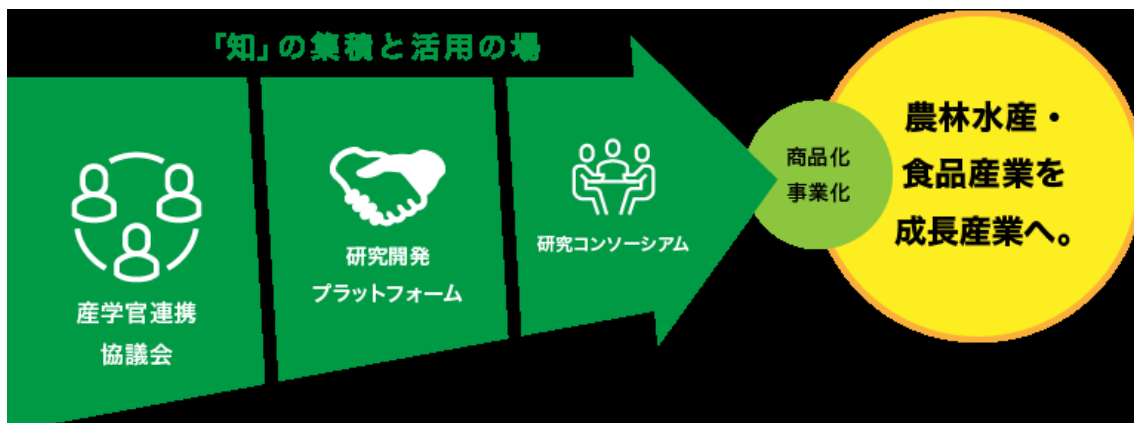 「知」の集積と活用の場
産学官連携
協議会
研究開発
プラットフォーム
研究コンソーシアム
商品化
事業化
農林水産・
食品産業を
成長産業へ。